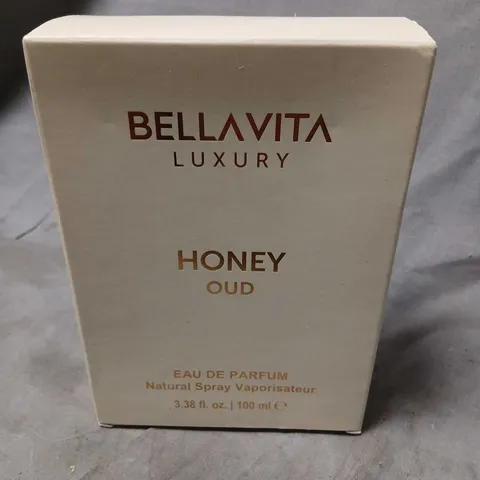 BELLAVITA
LUXURY
HONEY
OUD
EAU DE PARFUM
Natural Spray Vaporisateur
3.38 fl. oz. | 100 ml ℮